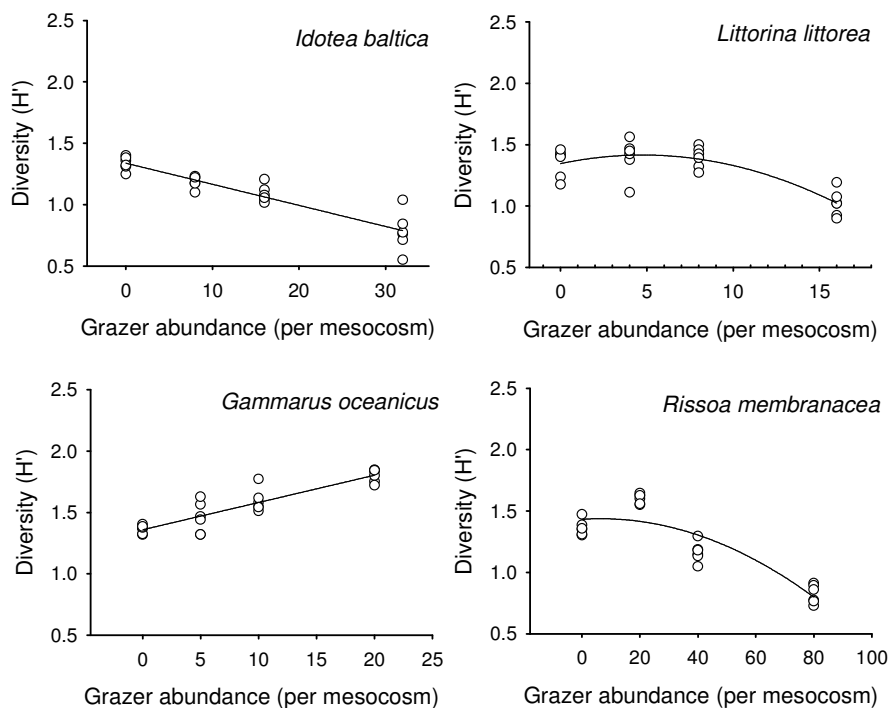 Idotea baltica
2.5
2.0
1.5
1.0
0.5
Diversity (H')
0 10 20 30
Grazer abundance (per mesocosm)
Littorina littorea
2.5
2.0
1.5
1.0
0.5
Diversity (H')
0 5 10 15
Grazer abundance (per mesocosm)
Gammarus oceanicus
2.5
2.0
1.5
1.0
0.5
Diversity (H')
0 5 10 15 20 25
Grazer abundance (per mesocosm)
Rissoa membranacea
2.5
2.0
1.5
1.0
0.5
Diversity (H')
0 20 40 60 80 100
Grazer abundance (per mesocosm)